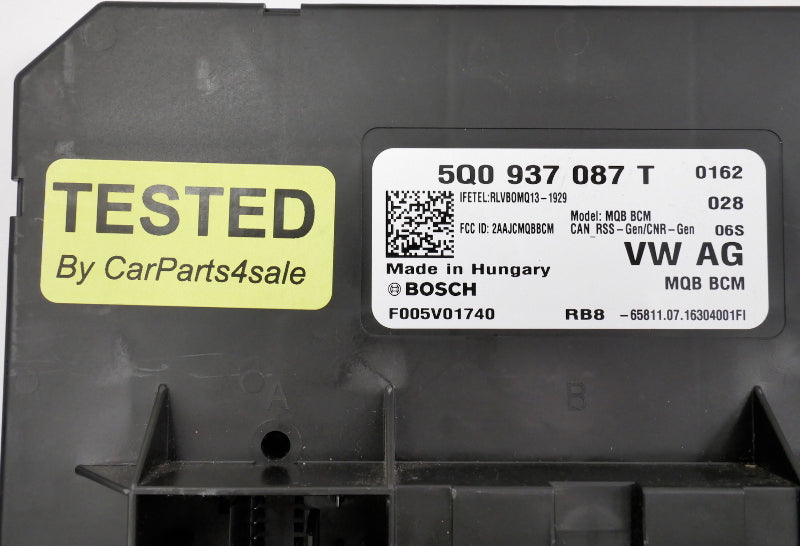 TESTED
By CarParts4sale
5Q0 937 087 T 0162
IFETEL:RLVBOMQ13-1929
028
Model: MQB BCM
FCC ID: 2AAJCMQBBCM CAN_RSS-Gen/CNR-Gen 06S
VW AG
Made in Hungary
MQB BCM
BOSCH
F005V01740 RB8 -65811.07.16304001FI
A
B